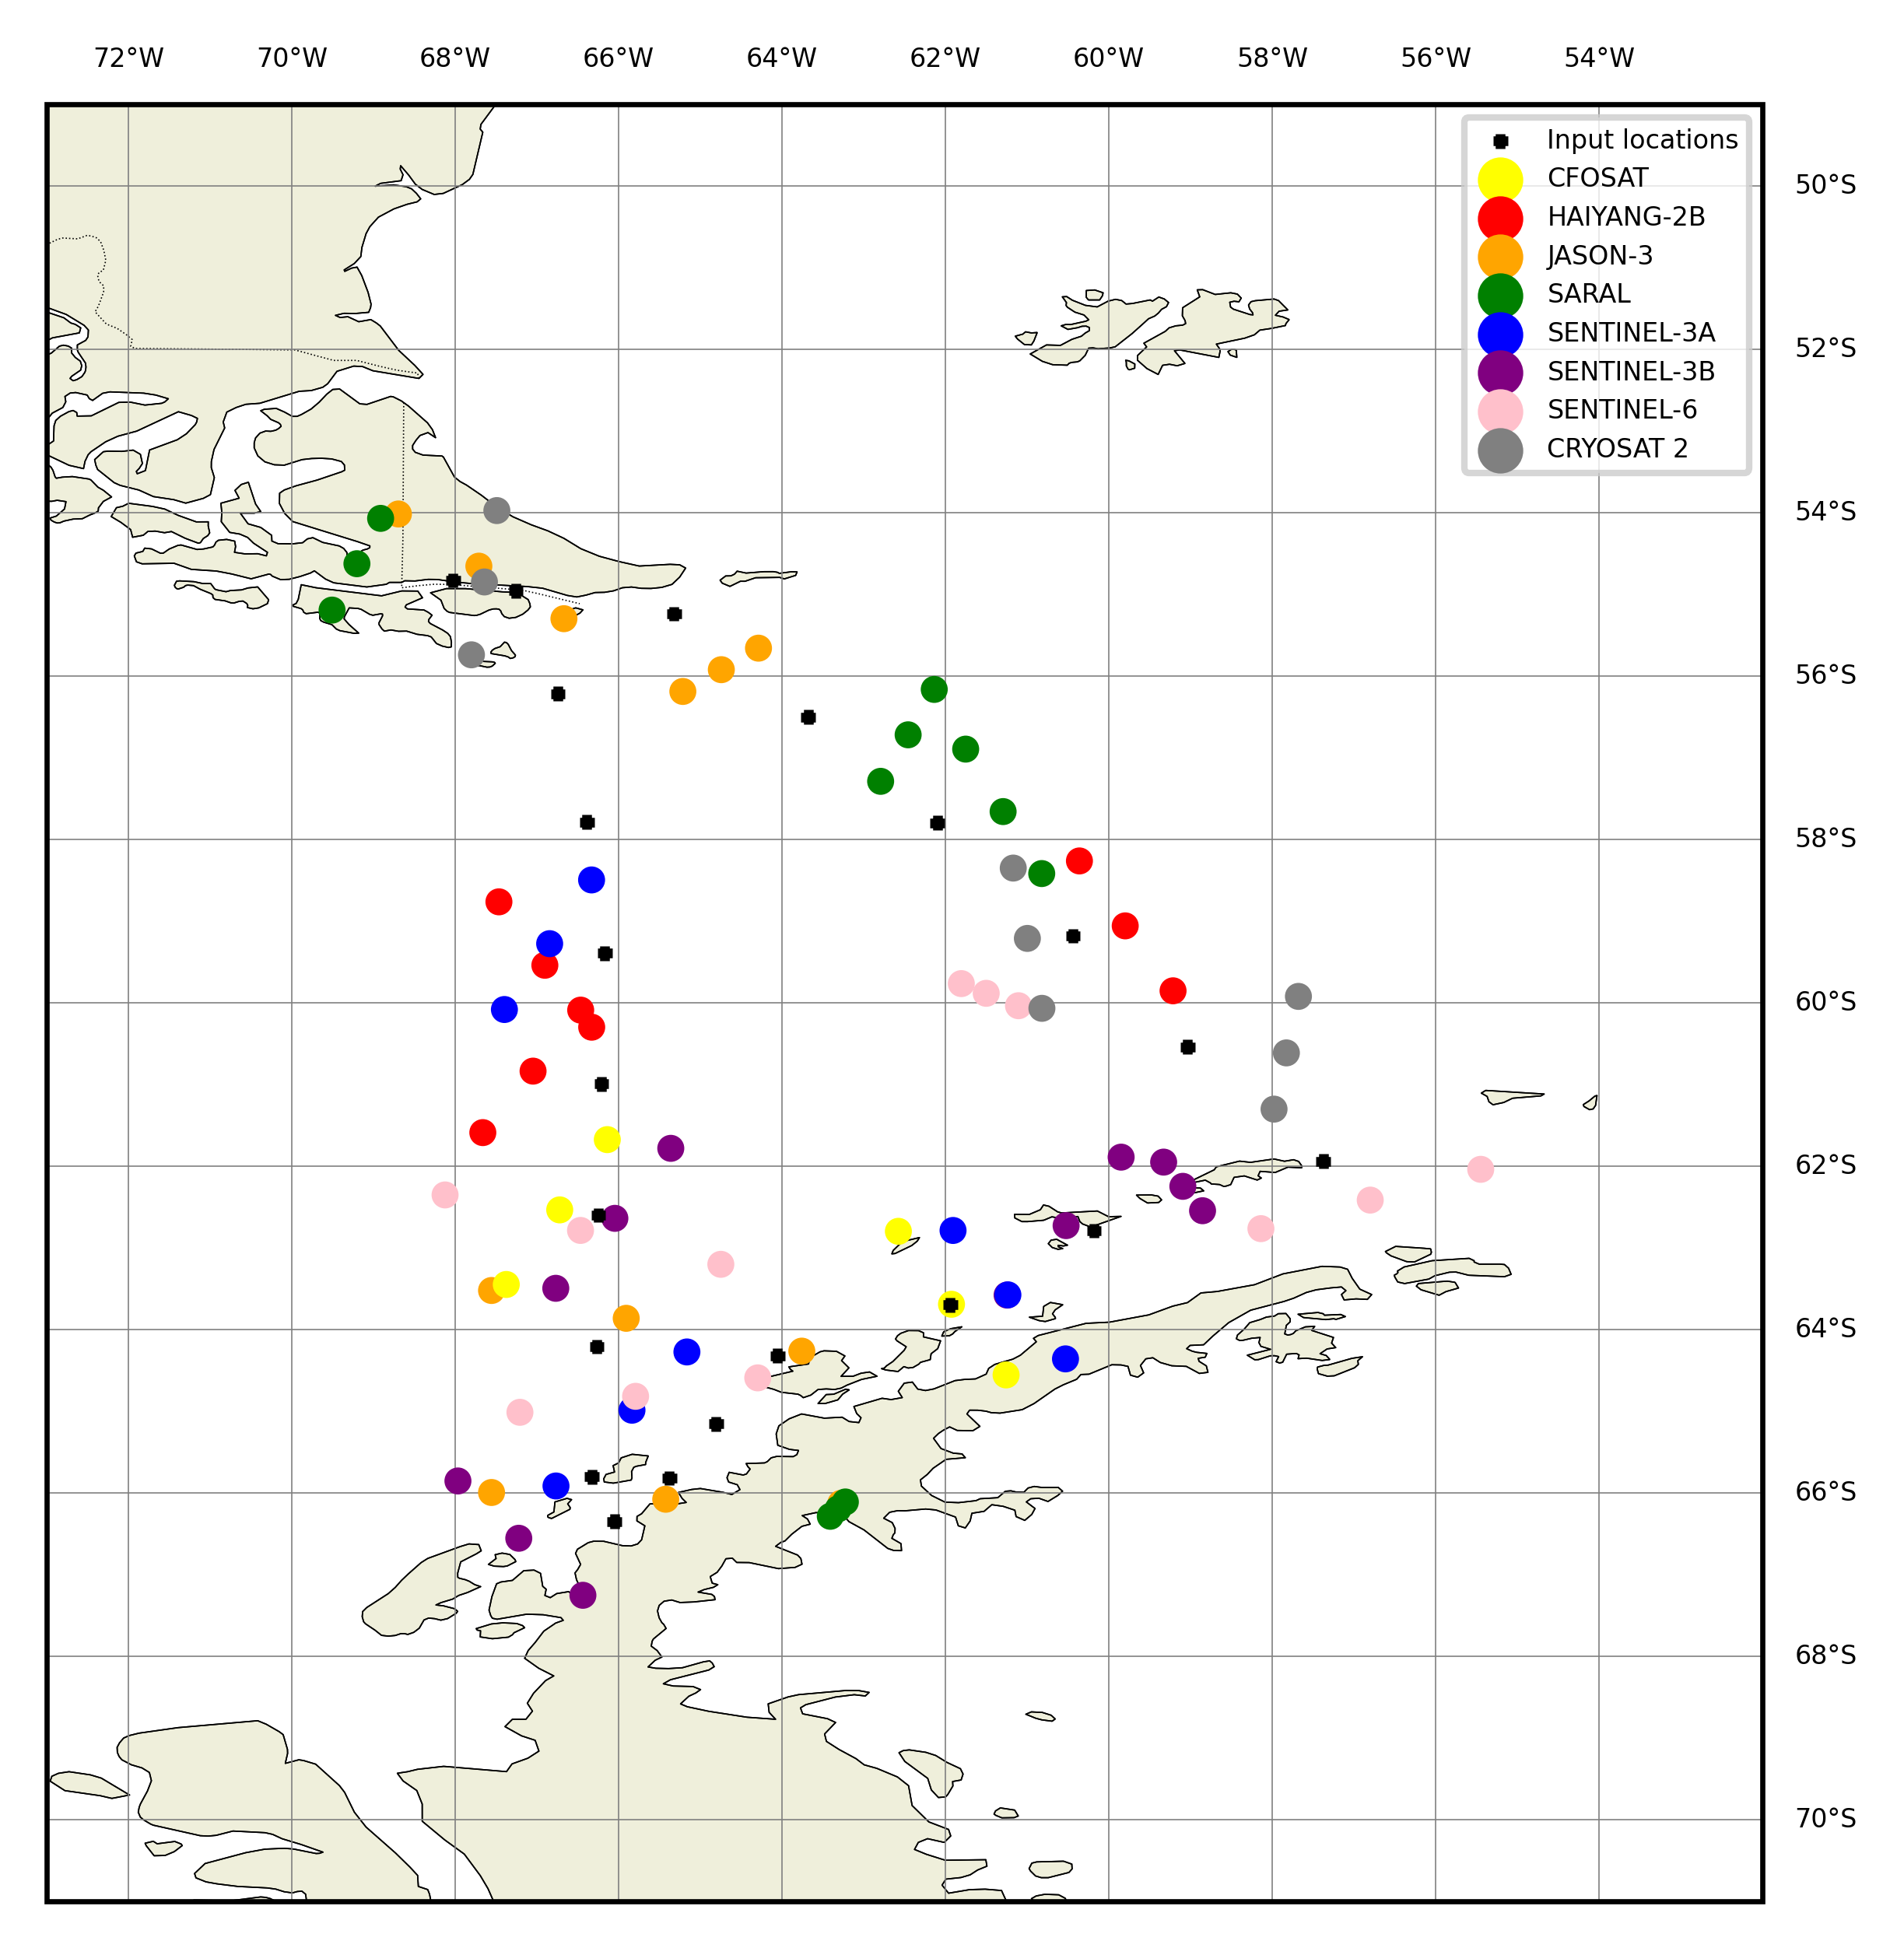 72°W 70°W 68°W 66°W 64°W 62°W 60°W 58°W 56°W 54°W
Input locations
CFOSAT
HAIYANG-2B
JASON-3
SARAL
SENTINEL-3A
SENTINEL-3B
SENTINEL-6
CRYOSAT 2
50°S
52°S
54°S
56°S
58°S
60°S
62°S
64°S
66°S
68°S
70°S